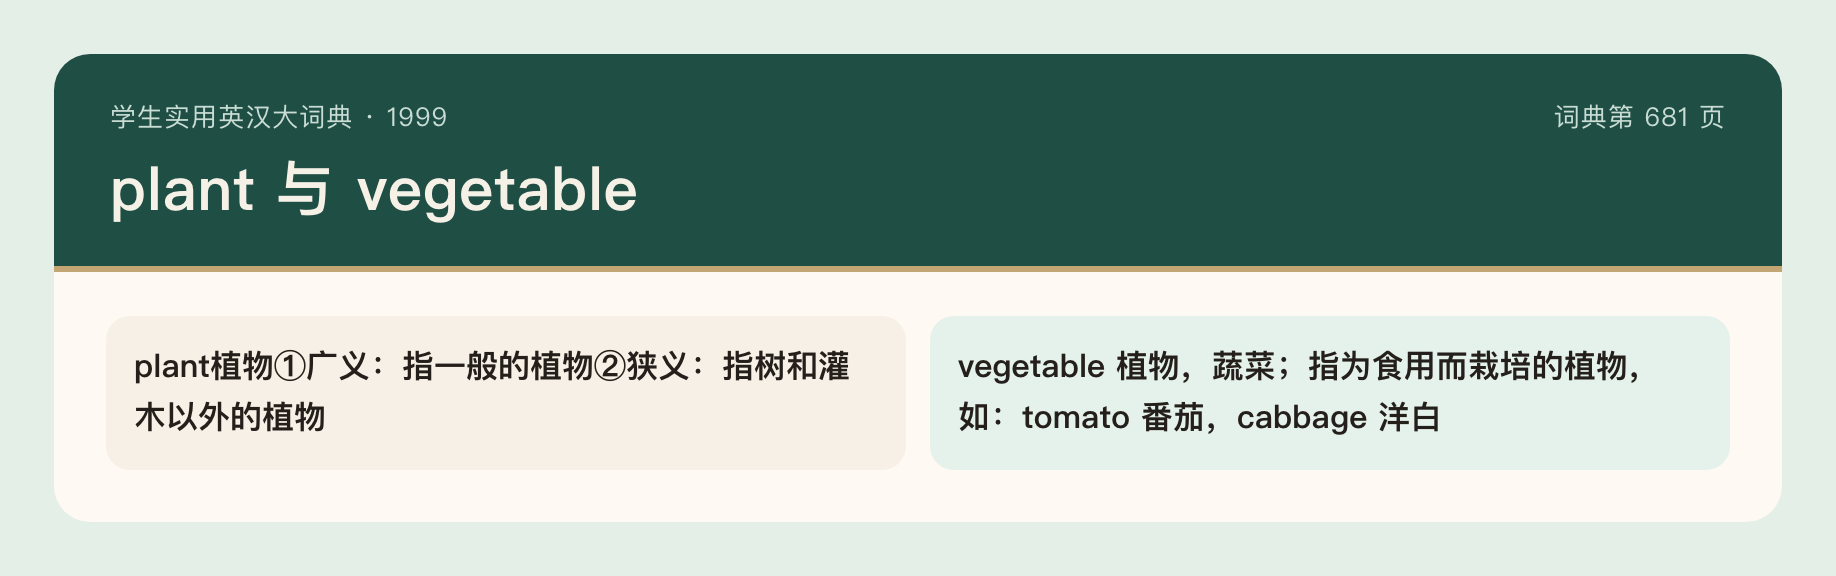 学生实用英汉大词典 · 1999
词典第 681 页
plant 与 vegetable
plant植物①广义：指一般的植物②狭义：指树和灌
木以外的植物
vegetable 植物，蔬菜；指为食用而栽培的植物，
如：tomato 番茄，cabbage 洋白